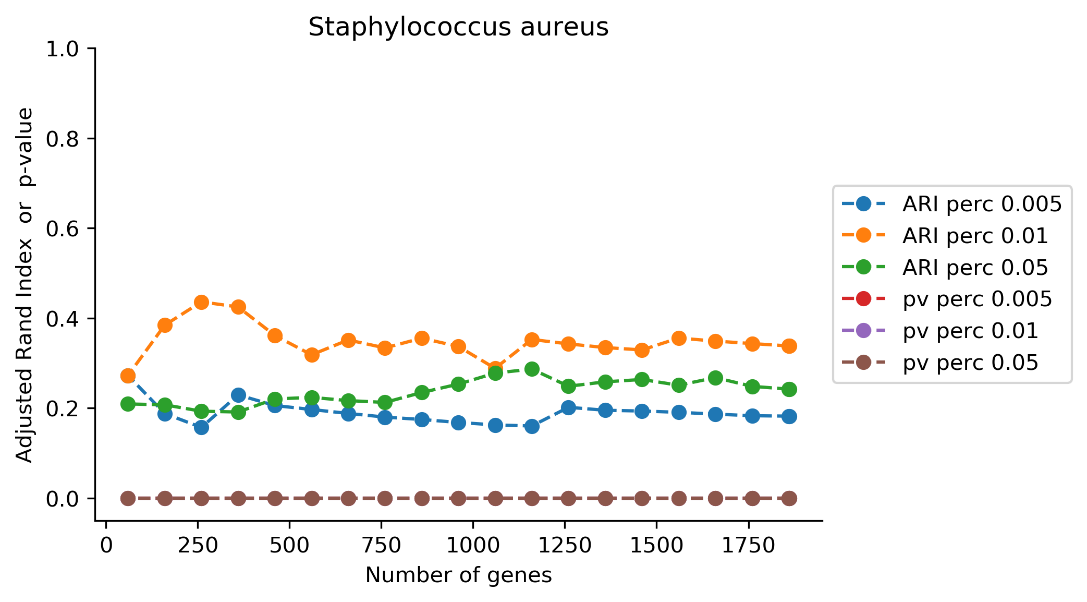 Staphylococcus aureus
Adjusted Rand Index or p-value
1.0
0.8
0.6
0.4
0.2
0.0
0 250 500 750 1000 1250 1500 1750
Number of genes
ARI perc 0.005
ARI perc 0.01
ARI perc 0.05
pv perc 0.005
pv perc 0.01
pv perc 0.05